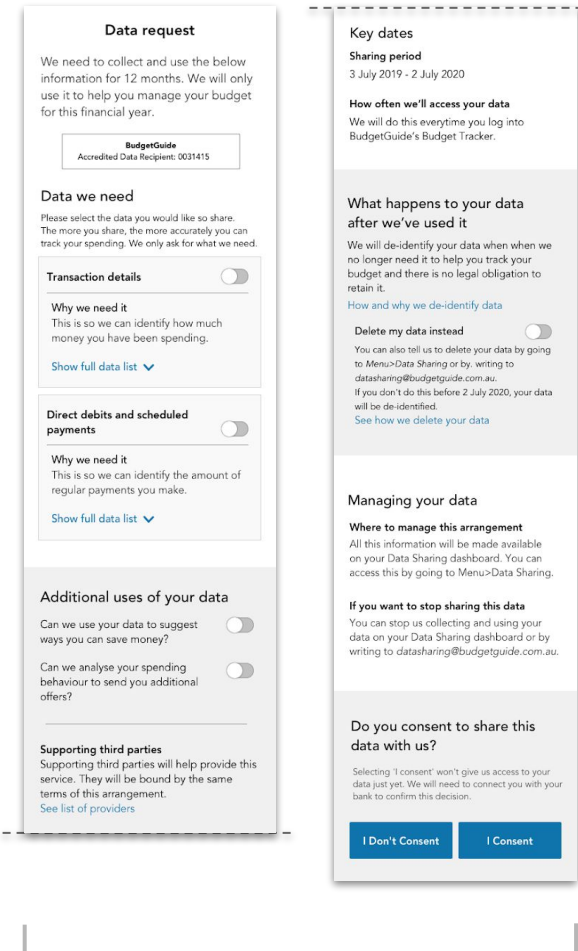 Data request
We need to collect and use the below
information for 12 months. We will only
use it to help you manage your budget
for this financial year.
BudgetGuide
Accredited Data Recipient: 0031415
Data we need
Please select the data you would like so share.
The more you share, the more accurately you can
track your spending. We only ask for what we need.
Transaction details
Why we need it
This is so we can identify how much
money you have been spending.
Show full data list
Direct debits and scheduled
payments
Why we need it
This is so we can identify the amount of
regular payments you make.
Show full data list
Additional uses of your data
Can we use your data to suggest
ways you can save money?
Can we analyse your spending
behaviour to send you additional
offers?
Supporting third parties
Supporting third parties will help provide this
service. They will be bound by the same
terms of this arrangement.
See list of providers
Key dates
Sharing period
3 July 2019 - 2 July 2020
How often we'll access your data
We will do this everytime you log into
BudgetGuide's Budget Tracker.
What happens to your data
after we've used it
We will de-identify your data when when we
no longer need it to help you track your
budget and there is no legal obligation to
retain it.
How and why we de-identify data
Delete my data instead
You can also tell us to delete your data by going
to Menu>Data Sharing or by. writing to
datasharing@budgetguide.com.au.
If you don't do this before 2 July 2020, your data
will be de-identified.
See how we delete your data
Managing your data
Where to manage this arrangement
All this information will be made available
on your Data Sharing dashboard. You can
access this by going to Menu>Data Sharing.
If you want to stop sharing this data
You can stop us collecting and using your
data on your Data Sharing dashboard or by
writing to datasharing@budgetguide.com.au.
Do you consent to share this
data with us?
Selecting 'I consent' won't give us access to your
data just yet. We will need to connect you with your
bank to confirm this decision.
I Don't Consent
I Consent